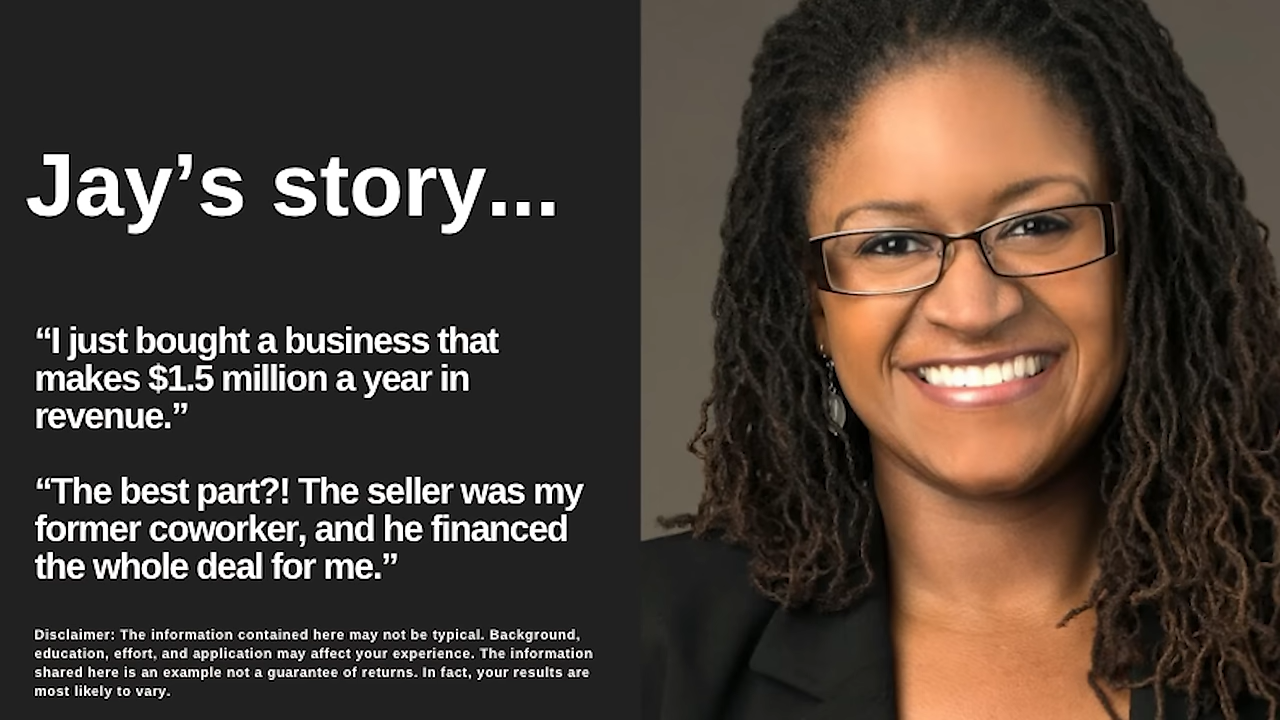 Jay’s story...
“I just bought a business that
makes $1.5 million a year in
revenue.”
“The best part?! The seller was my
former coworker, and he financed
the whole deal for me.”
Disclaimer: The information contained here may not be typical. Background,
education, effort, and application may affect your experience. The information
shared here is an example not a guarantee of returns. In fact, your results are
most likely to vary.